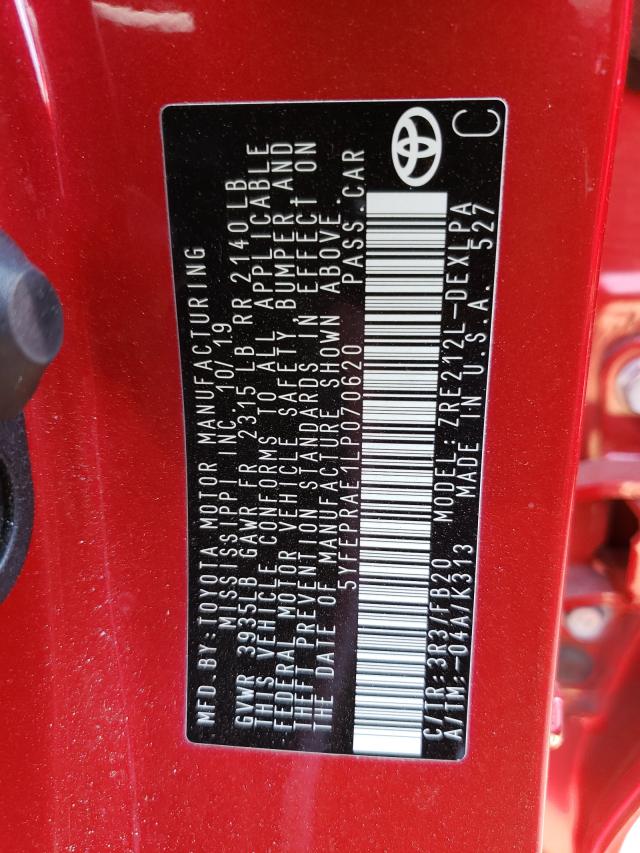 MFD. BY: TOYOTA MOTOR MANUFACTURING
MISSISSIPPI INC. 10/19
GVWR 3935LB GAWR FR 2315 LB RR 2140LB
THIS VEHICLE CONFORMS TO ALL APPLICABLE
FEDERAL MOTOR VEHICLE SAFETY, BUMPER AND
THEFT PREVENTION STANDARDS IN EFFECT ON
THE DATE OF MANUFACTURE SHOWN ABOVE.
5YFEPRAE1LP070620 PASS. CAR
C/TR: 3R3/FB20 MODEL: ZRE212L-DEXLPA
A/TM: -04A/K313 MADE IN U.S.A. 527
C